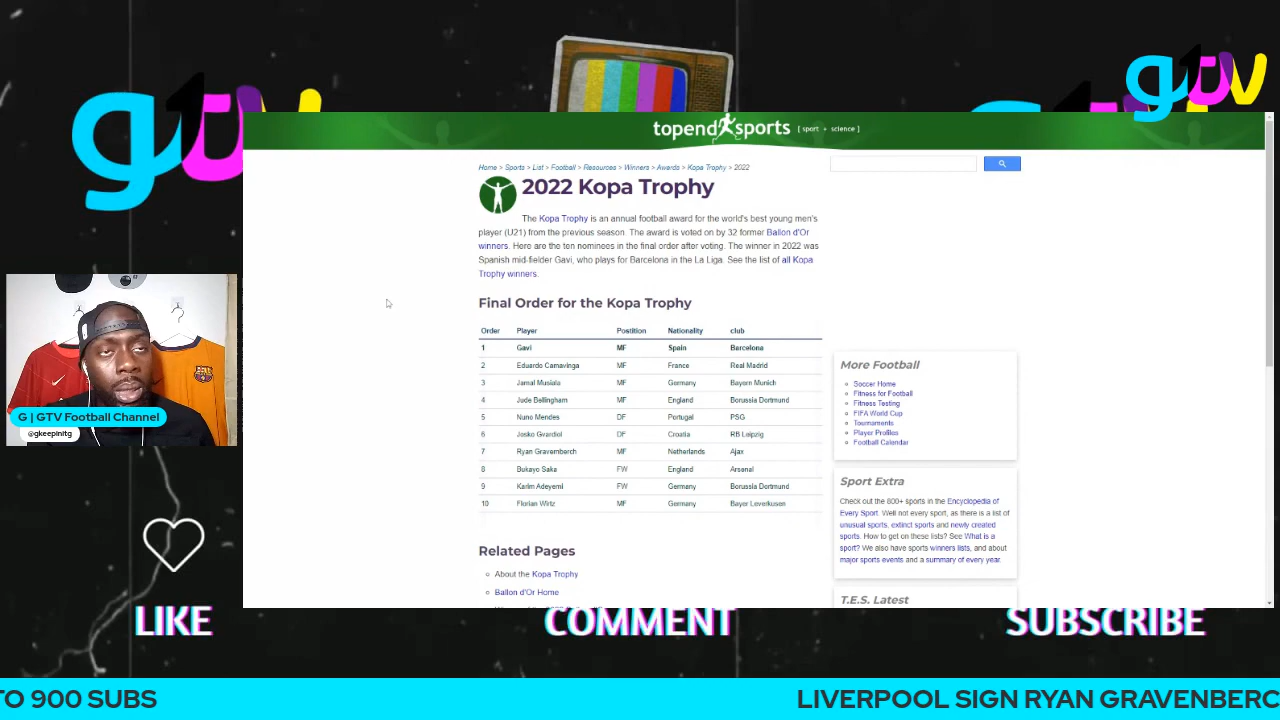 gtv
gtv
topend sports [ sport + science ]
Home > Sports > List > Football > Resources > Winners > Awards > Kopa Trophy > 2022
2022 Kopa Trophy
The Kopa Trophy is an annual football award for the world's best young men's
player (U21) from the previous season. The award is voted on by 32 former Ballon d'Or
winners. Here are the ten nominees in the final order after voting. The winner in 2022 was
Spanish mid-fielder Gavi, who plays for Barcelona in the La Liga. See the list of all Kopa
Trophy winners.
Final Order for the Kopa Trophy
Order Player Postition Nationality club
1 Gavi MF Spain Barcelona
2 Eduardo Camavinga MF France Real Madrid
3 Jamal Musiala MF Germany Bayern Munich
4 Jude Bellingham MF England Borussia Dortmund
5 Nuno Mendes DF Portugal PSG
6 Josko Gvardiol DF Croatia RB Leipzig
7 Ryan Gravemberch MF Netherlands Ajax
8 Bukayo Saka FW England Arsenal
9 Karim Adeyemi FW Germany Borussia Dortmund
10 Florian Wirtz MF Germany Bayer Leverkusen
Related Pages
About the Kopa Trophy
Ballon d'Or Home
More Football
Soccer Home
Fitness for Football
Fitness Testing
FIFA World Cup
Tournaments
Player Profiles
Football Calendar
Sport Extra
Check out the 800+ sports in the Encyclopedia of
Every Sport. Well not every sport, as there is a list of
unusual sports, extinct sports and newly created
sports. How to get on these lists? See What is a
sport? We also have sports winners lists, and about
major sports events and a summary of every year.
T.E.S. Latest
G | GTV Football Channel
@gkeepinitg
LIKE
COMMENT
SUBSCRIBE
TO 900 SUBS
LIVERPOOL SIGN RYAN GRAVENBERC